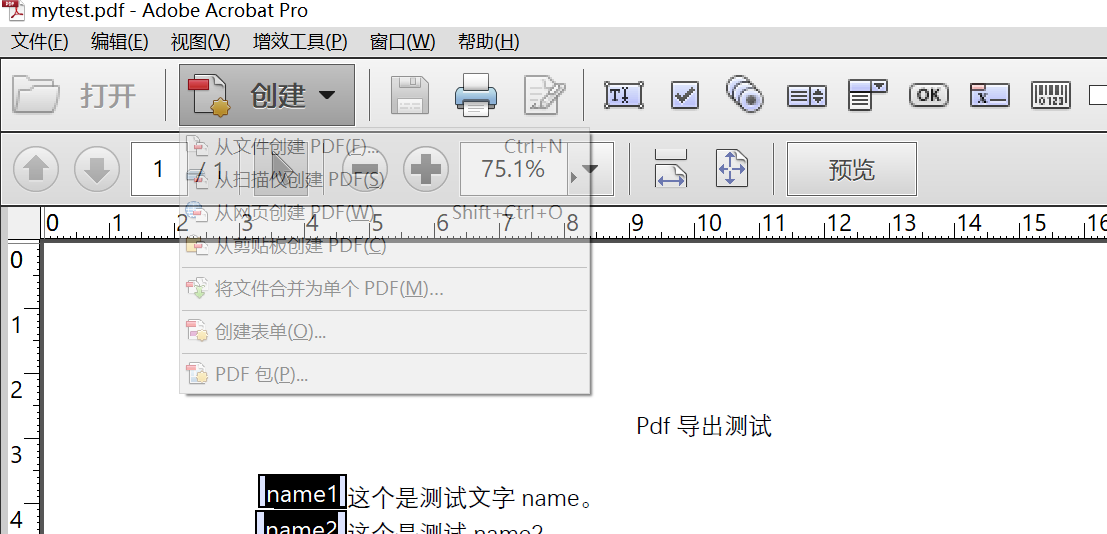 mytest.pdf - Adobe Acrobat Pro
文件(F) 编辑(E) 视图(V) 增效工具(P) 窗口(W) 帮助(H)
打开 创建 OK
从文件创建 PDF(F)... Ctrl+N
1 / 1 75.1% 预览
从扫描仪创建 PDF(S)
从网页创建 PDF(W) Shift+Ctrl+O
0 1 2 3 4 5 6 7 8 9 10 11 12 13 14 15 16
从剪贴板创建 PDF(C)
0
将文件合并为单个 PDF(M)...
1
创建表单(O)...
PDF 包(P)...
2
Pdf 导出测试
3
name1 这个是测试文字 name。
4
name2 这个是测试 name2